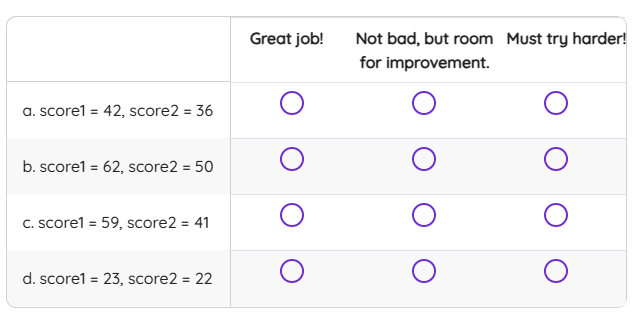 Great job! Not bad, but room Must try harder!
for improvement.
a. score1 = 42, score2 = 36
b. score1 = 62, score2 = 50
c. score1 = 59, score2 = 41
d. score1 = 23, score2 = 22